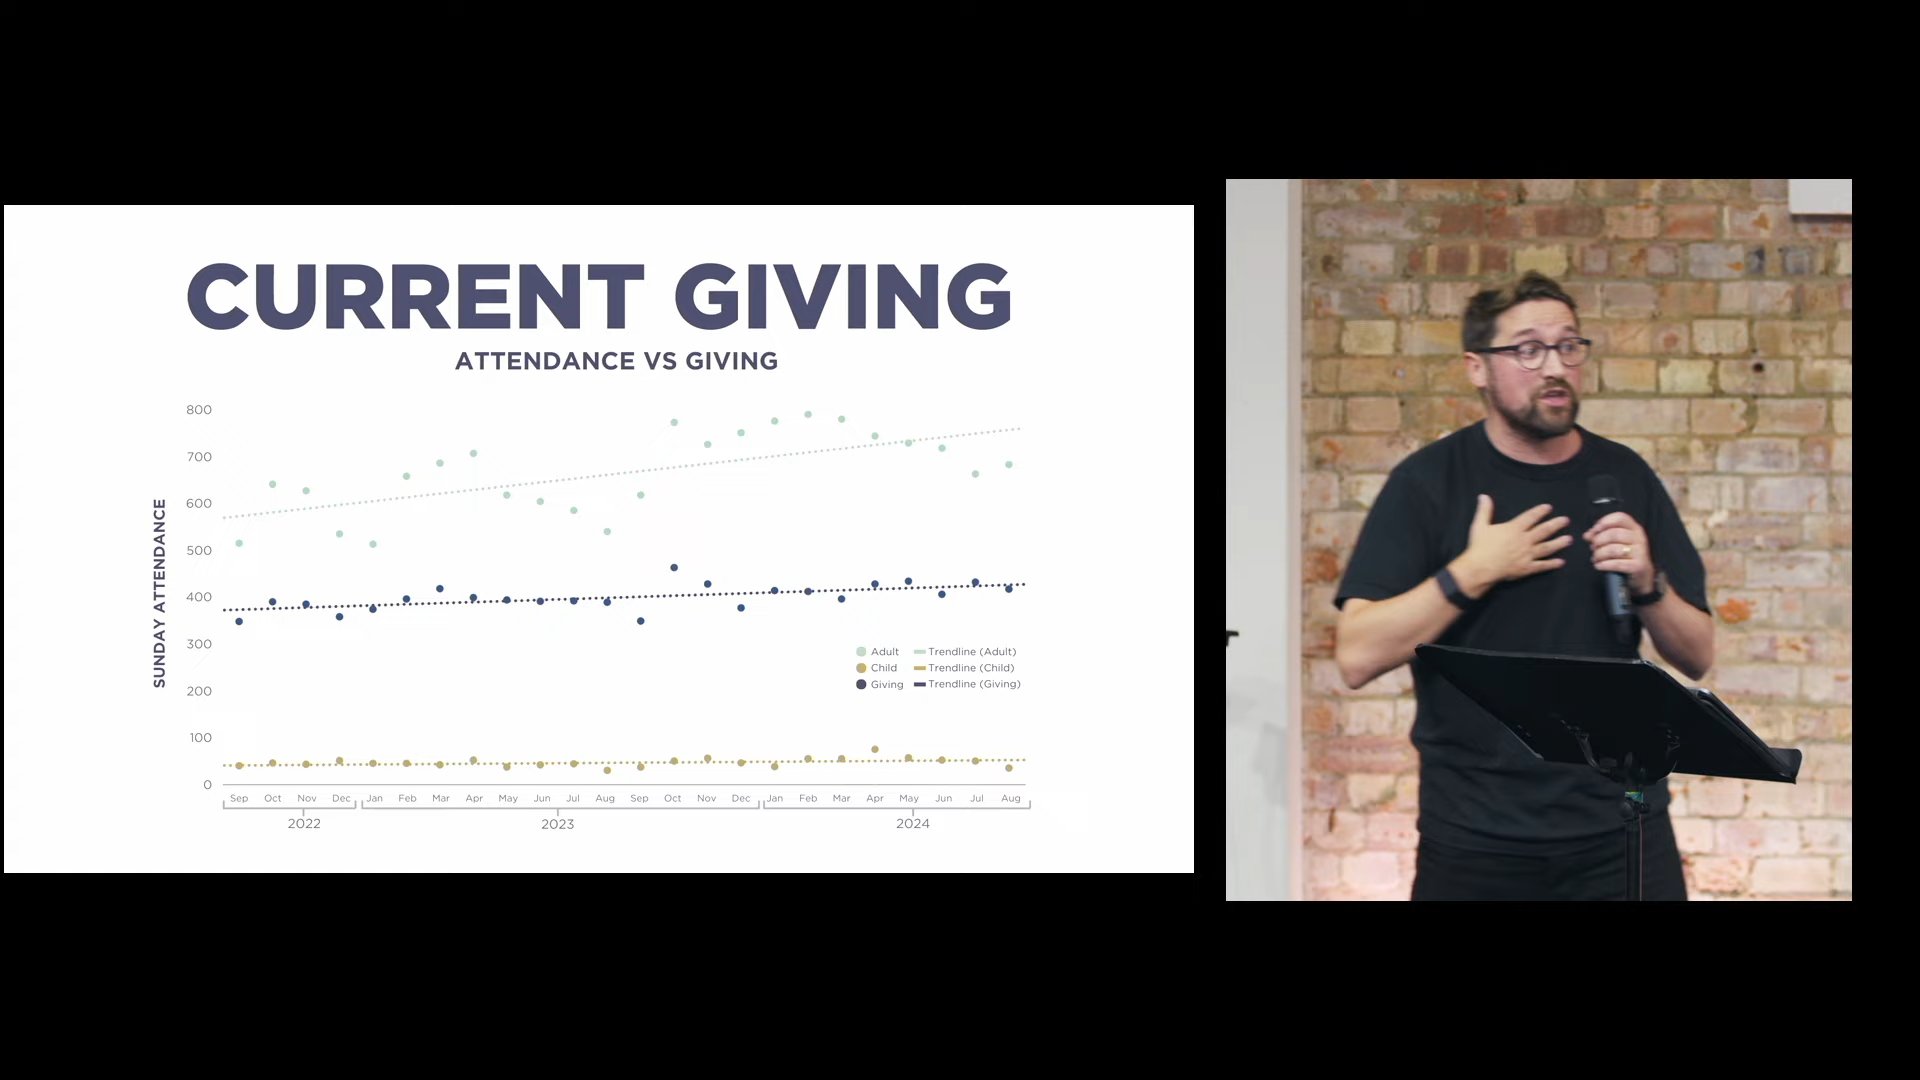 CURRENT GIVING
ATTENDANCE VS GIVING
SUNDAY ATTENDANCE
800
700
600
500
400
300
200
100
0
Adult Trendline (Adult)
Child Trendline (Child)
Giving Trendline (Giving)
Sep Oct Nov Dec Jan Feb Mar Apr May Jun Jul Aug Sep Oct Nov Dec Jan Feb Mar Apr May Jun Jul Aug
2022 2023 2024